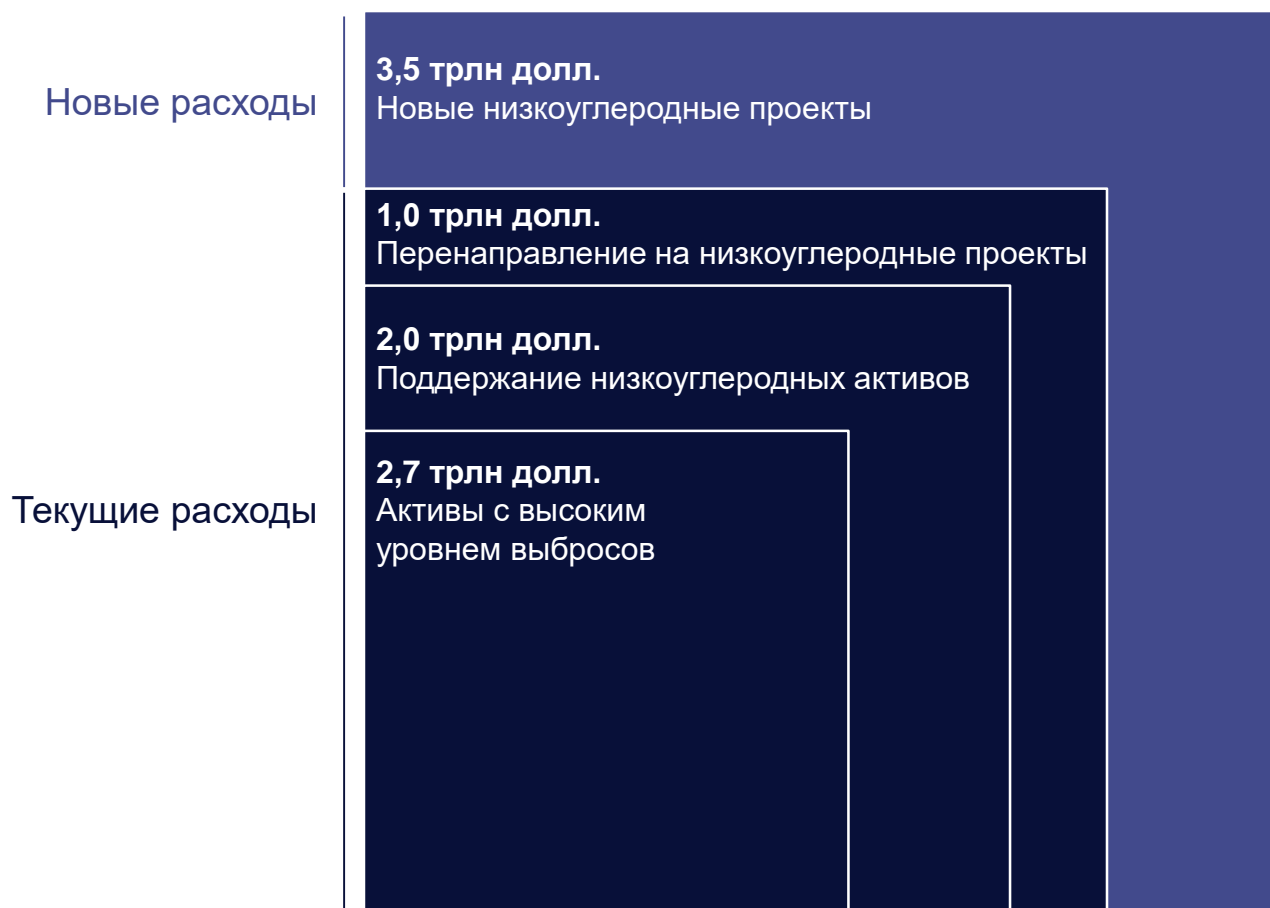 Новые расходы
3,5 трлн долл.
Новые низкоуглеродные проекты
1,0 трлн долл.
Перенаправление на низкоуглеродные проекты
2,0 трлн долл.
Поддержание низкоуглеродных активов
Текущие расходы
2,7 трлн долл.
Активы с высоким
уровнем выбросов